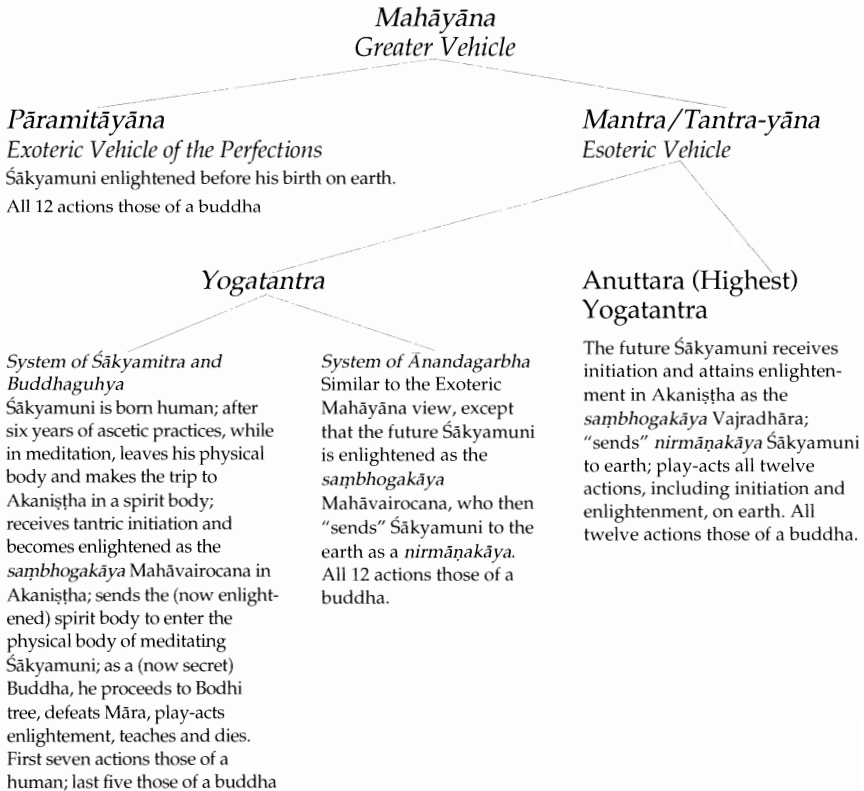 Mahāyāna
Greater Vehicle
Pāramitāyāna
Exoteric Vehicle of the Perfections
Śākyamuni enlightened before his birth on earth.
All 12 actions those of a buddha
Mantra/Tantra-yāna
Esoteric Vehicle
Yogatantra
System of Śākyamitra and
Buddhaguhya
Śākyamuni is born human; after
six years of ascetic practices, while
in meditation, leaves his physical
body and makes the trip to
Akaniṣṭha in a spirit body;
receives tantric initiation and
becomes enlightened as the
saṃbhogakāya Mahāvairocana in
Akaniṣṭha; sends the (now enlight-
ened) spirit body to enter the
physical body of meditating
Śākyamuni; as a (now secret)
Buddha, he proceeds to Bodhi
tree, defeats Māra, play-acts
enlightement, teaches and dies.
First seven actions those of a
human; last five those of a buddha
System of Ānandagarbha
Similar to the Exoteric
Mahāyāna view, except
that the future Śākyamuni
is enlightened as the
saṃbhogakāya
Mahāvairocana, who then
“sends” Śākyamuni to the
earth as a nirmāṇakāya.
All 12 actions those of a
buddha.
Anuttara (Highest)
Yogatantra
The future Śākyamuni receives
initiation and attains enlighten-
ment in Akaniṣṭha as the
saṃbhogakāya Vajradhāra;
“sends” nirmāṇakāya Śākyamuni
to earth; play-acts all twelve
actions, including initiation and
enlightenment, on earth. All
twelve actions those of a buddha.